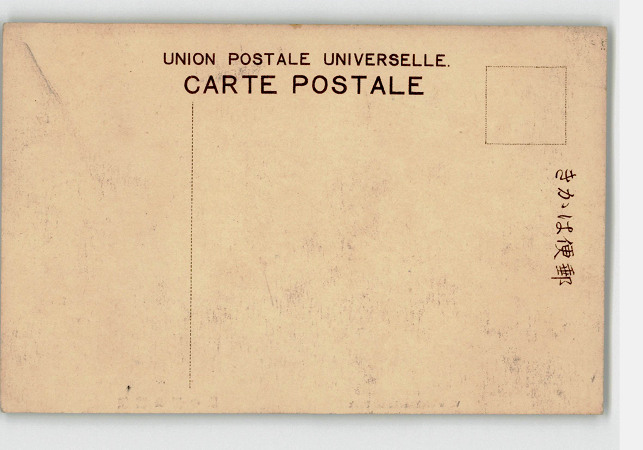 UNION POSTALE UNIVERSELLE.
CARTE POSTALE
きかは便郵